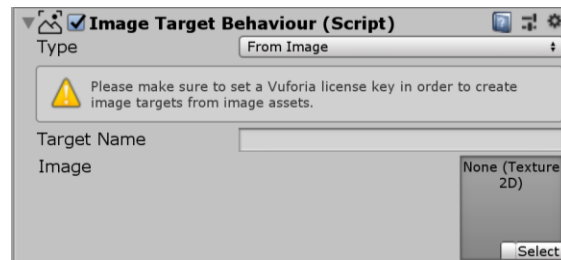 Image Target Behaviour (Script)
Type From Image
Please make sure to set a Vuforia license key in order to create
image targets from image assets.
Target Name
Image None (Texture
2D)
Select